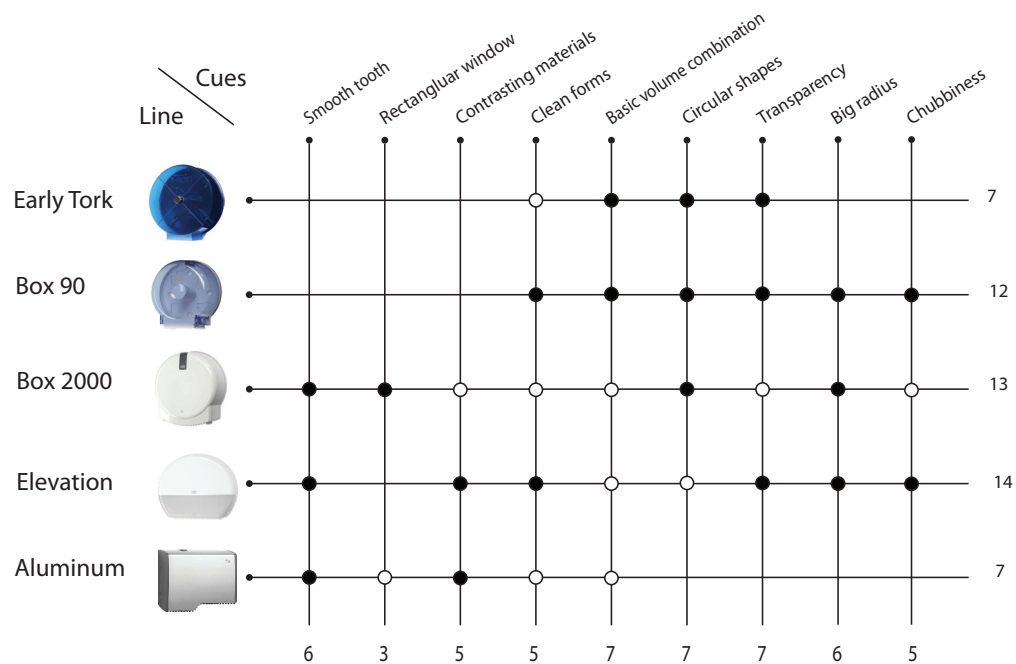 Cues
Line
Smooth tooth
Rectangluar window
Contrasting materials
Clean forms
Basic volume combination
Circular shapes
Transparency
Big radius
Chubbiness
Early Tork
7
Box 90
12
Box 2000
13
Elevation
14
Aluminum
7
6 3 5 5 7 7 7 6 5